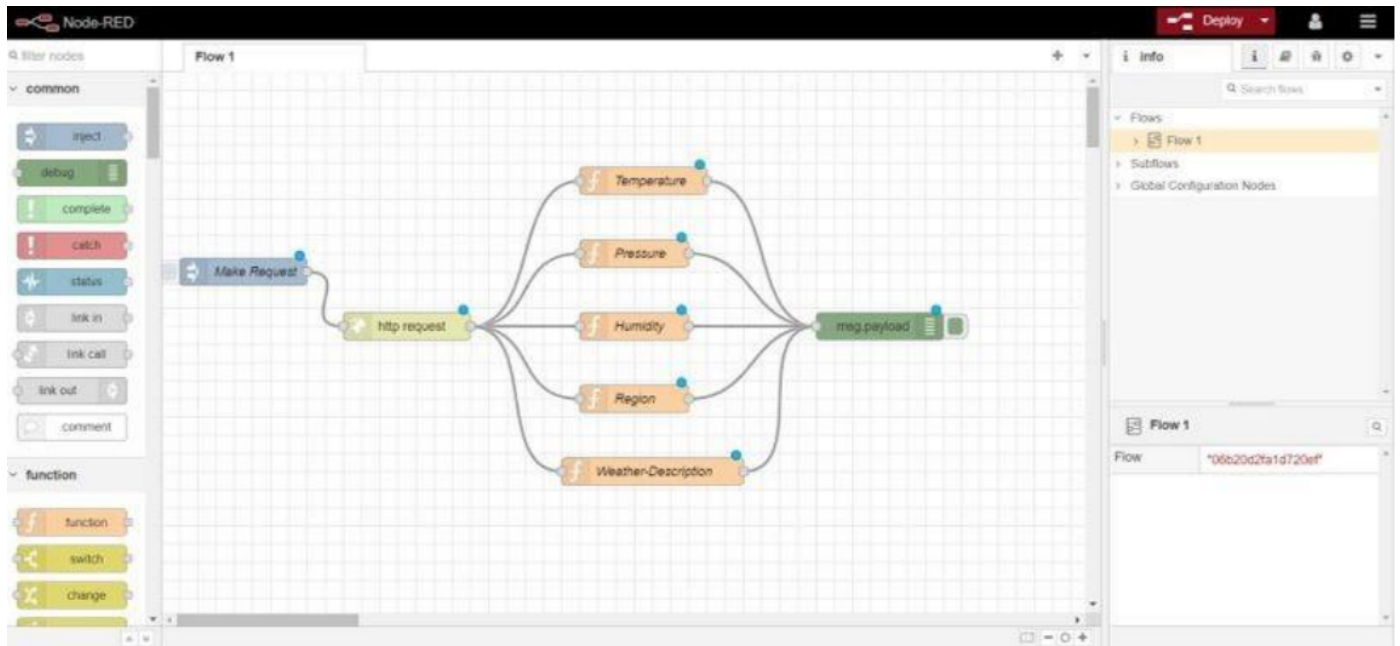 Node-RED
Deploy
filter nodes
Flow 1
i Info
i
common
Search flows
inject
debug
complete
catch
status
link in
link call
link out
comment
function
function
switch
change
Make Request
http request
Temperature
Pressure
Humidity
Region
Weather-Description
msg.payload
Flows
Flow 1
Subflows
Global Configuration Nodes
Flow 1
Flow
"06b20d2fa1d720ef"